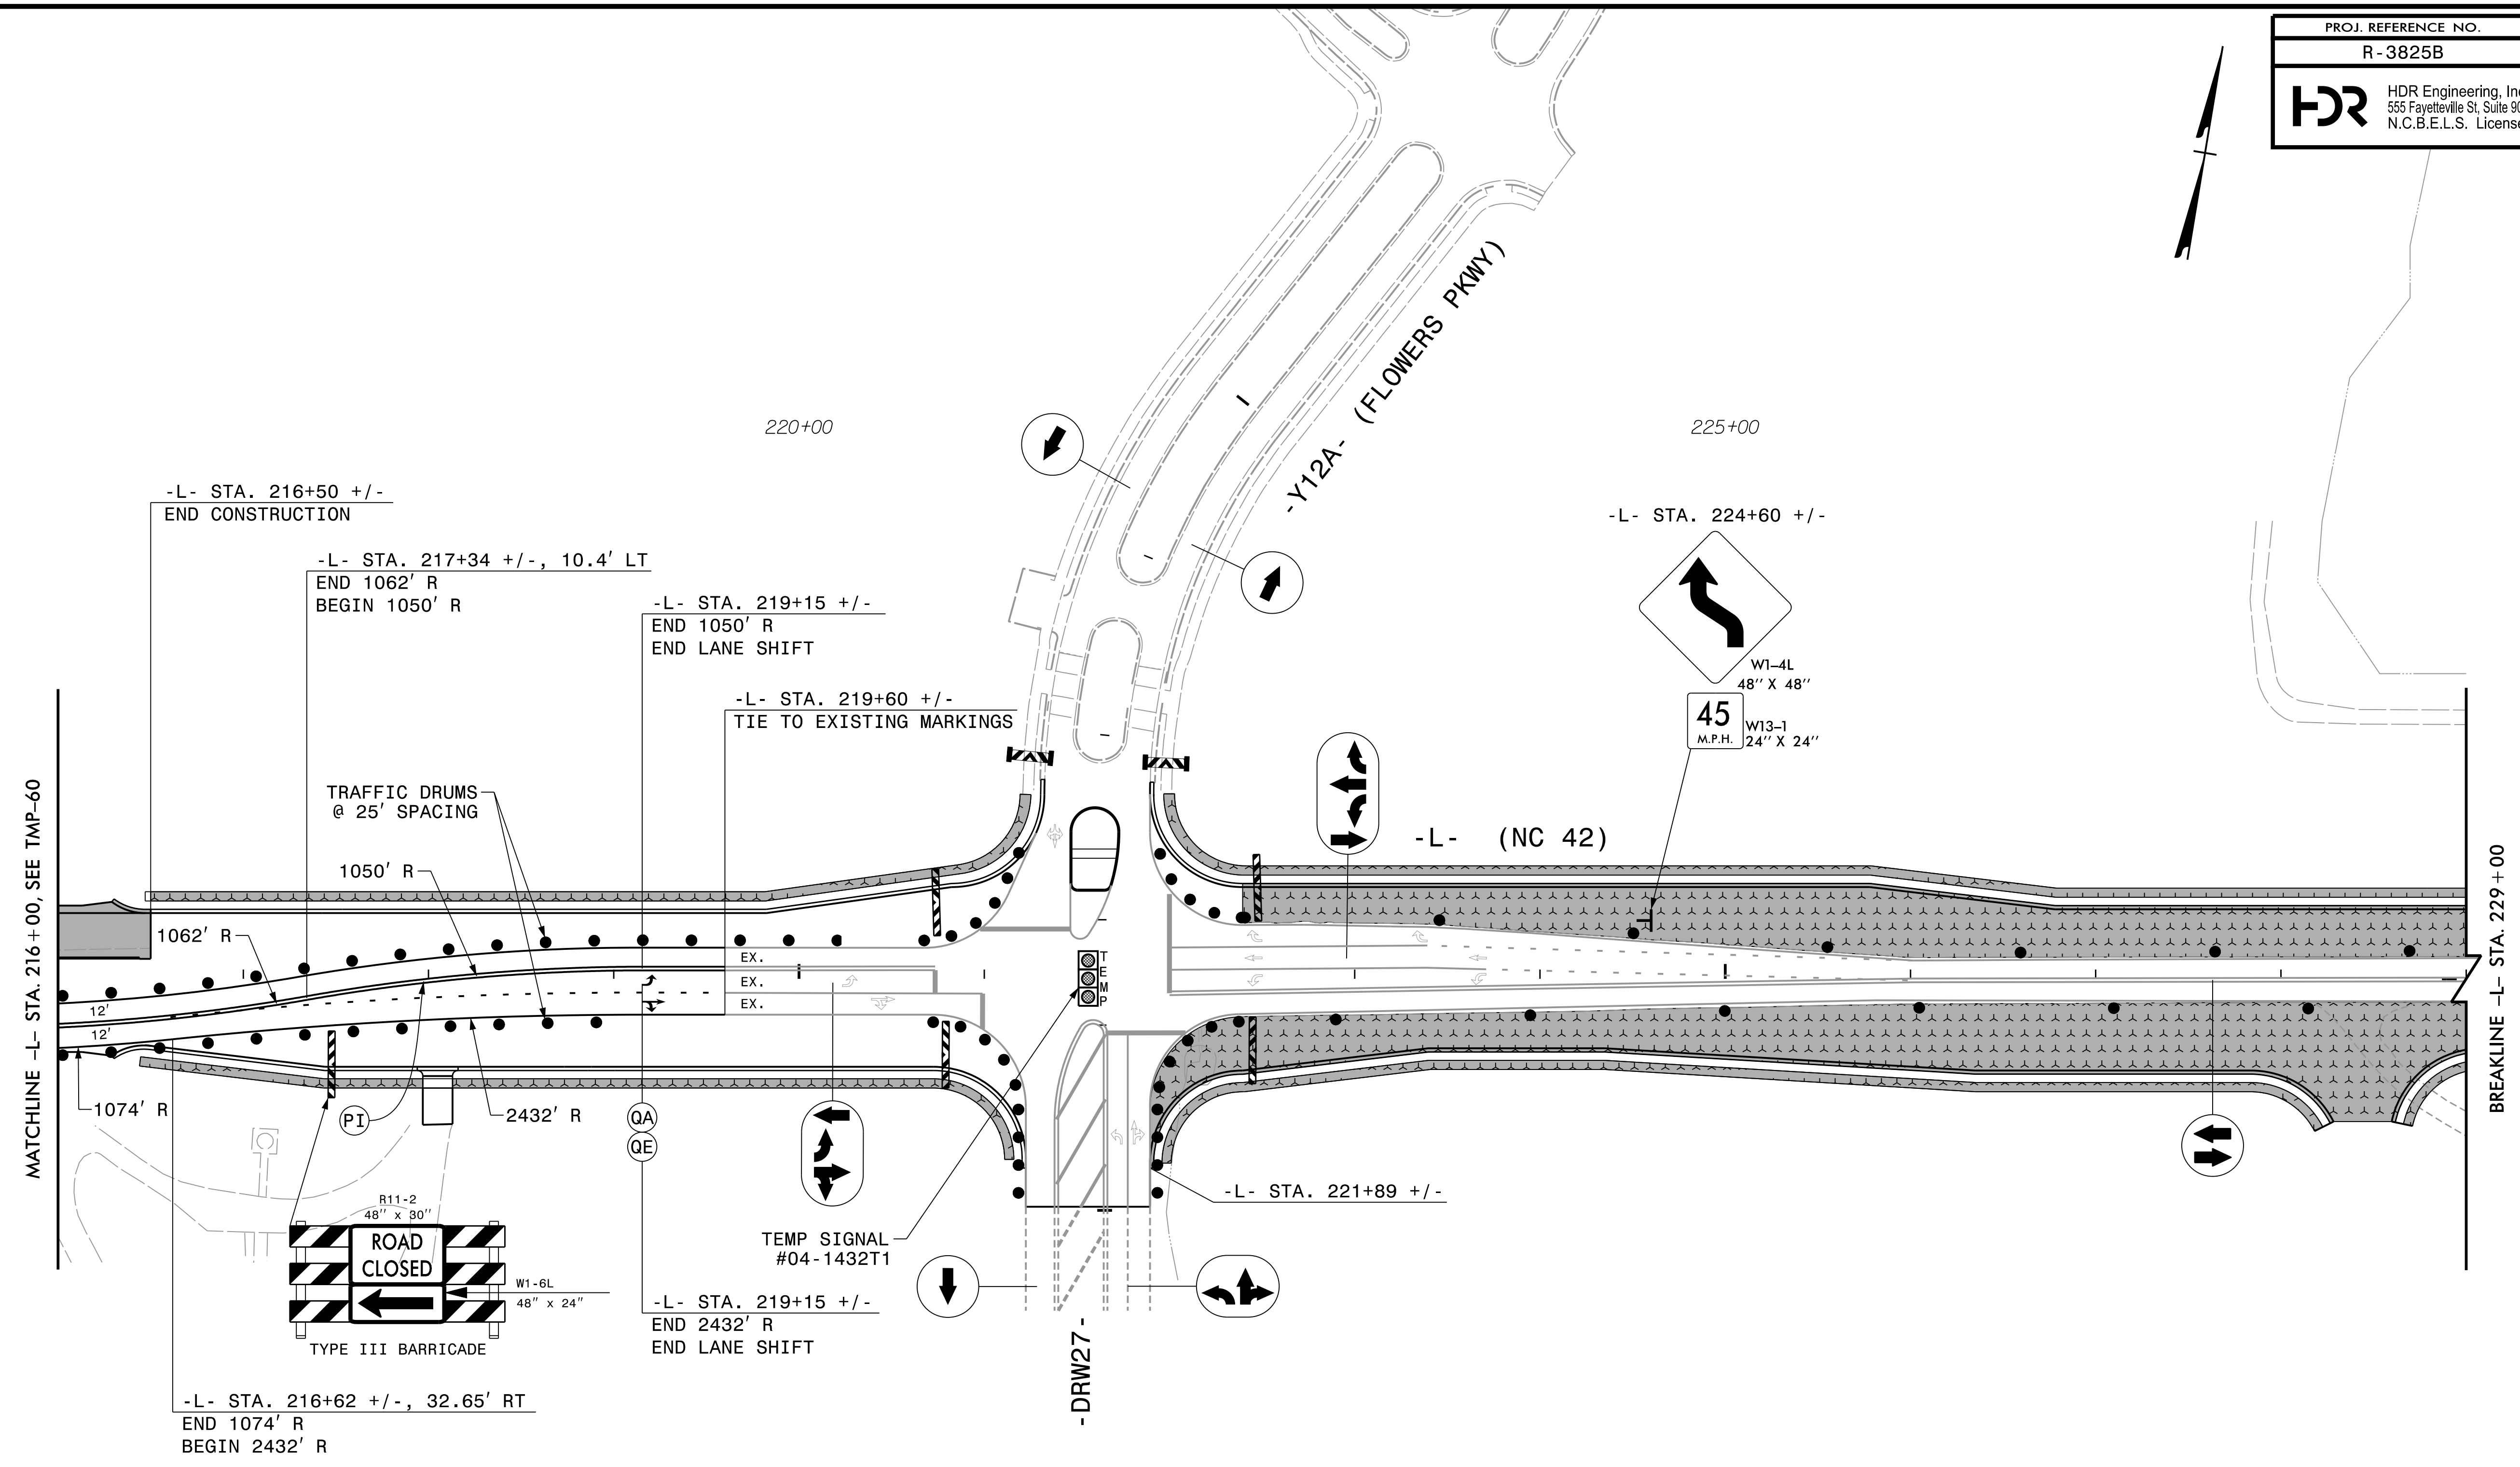 PROJ. REFERENCE NO.
R-3825B
HDR
HDR Engineering, Inc
555 Fayetteville St, Suite 90
N.C.B.E.L.S. License
220+00
225+00
-Y12A- (FLOWERS PKWY)
-L- STA. 216+50 +/-
END CONSTRUCTION
-L- STA. 217+34 +/-, 10.4' LT
END 1062' R
BEGIN 1050' R
-L- STA. 219+15 +/-
END 1050' R
END LANE SHIFT
-L- STA. 219+60 +/-
TIE TO EXISTING MARKINGS
-L- STA. 224+60 +/-
W1-4L
48'' X 48''
45
M.P.H.
W13-1
24'' X 24''
TRAFFIC DRUMS
@ 25' SPACING
1050' R
1062' R
-L- (NC 42)
MATCHLINE -L- STA. 216+00, SEE TMP-60
BREAKLINE -L- STA. 229+00
12'
12'
EX.
EX.
EX.
TEMP
1074' R
PI
2432' R
QA
QE
R11-2
48'' x 30''
ROAD
CLOSED
W1-6L
48" x 24"
TYPE III BARRICADE
TEMP SIGNAL
#04-1432T1
-L- STA. 221+89 +/-
-L- STA. 219+15 +/-
END 2432' R
END LANE SHIFT
-DRW27-
-L- STA. 216+62 +/-, 32.65' RT
END 1074' R
BEGIN 2432' R